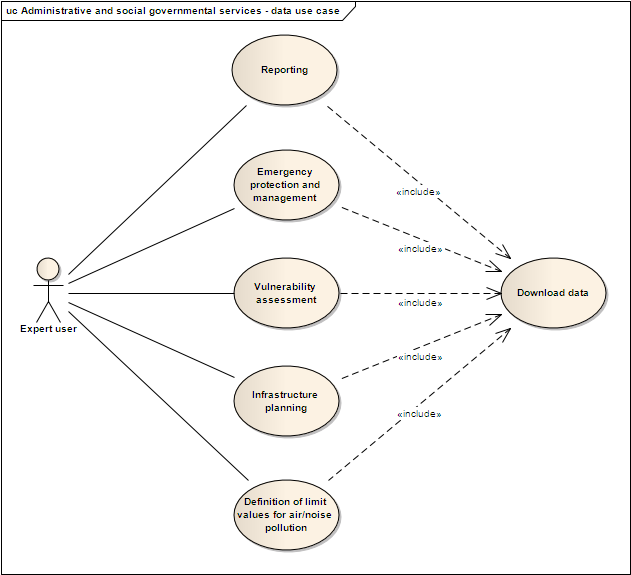 uc Administrative and social governmental services - data use case
Reporting
«include»
Emergency
protection and
management
«include»
Expert user
Vulnerability
assessment
«include»
Download data
Infrastructure
planning
«include»
«include»
Definition of limit
values for air/noise
pollution